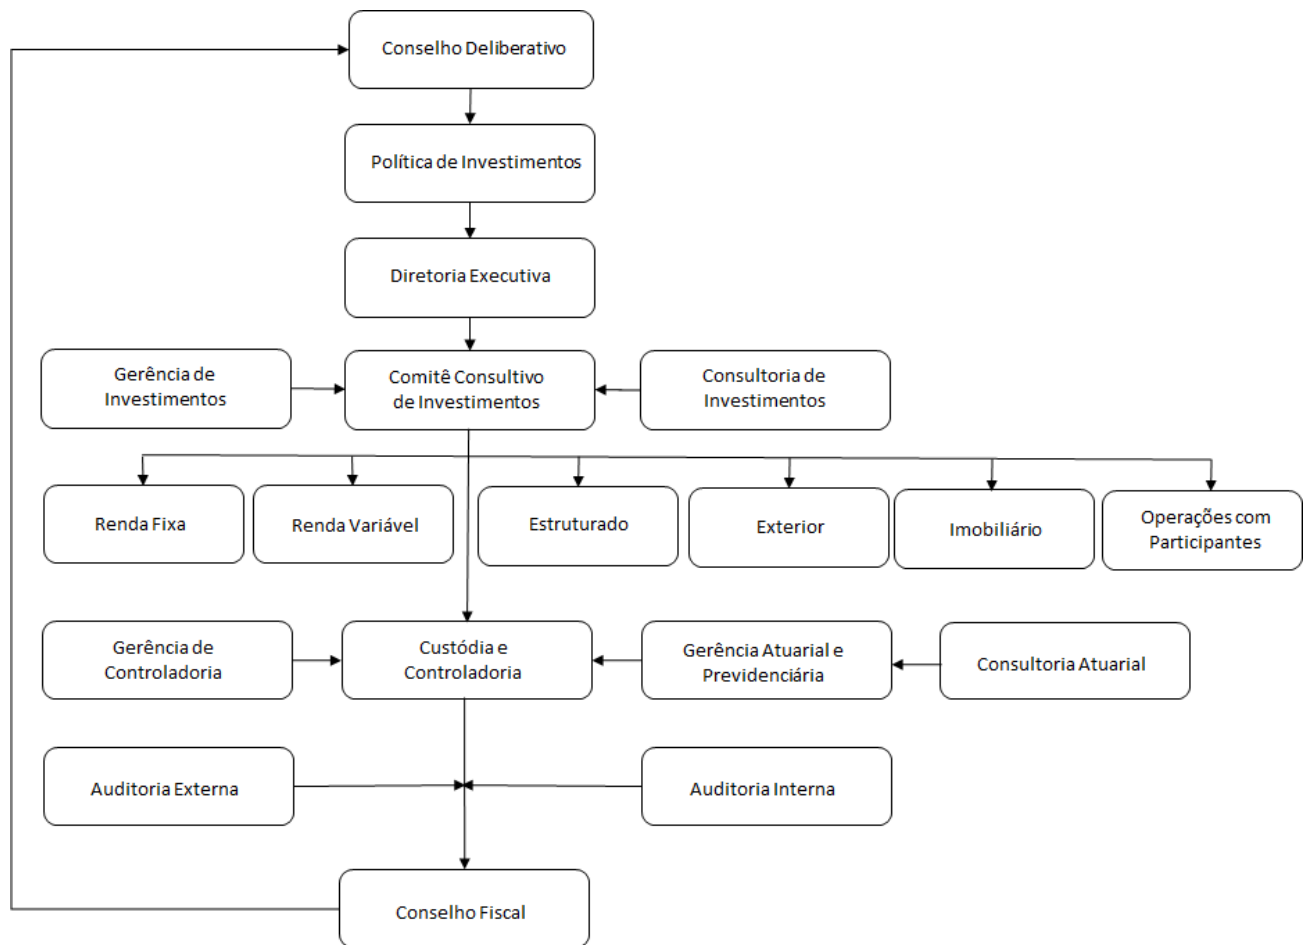 Conselho Deliberativo
Política de Investimentos
Diretoria Executiva
Gerência de
Investimentos
Comitê Consultivo
de Investimentos
Consultoria de
Investimentos
Renda Fixa
Renda Variável
Estruturado
Exterior
Imobiliário
Operações com
Participantes
Gerência de
Controladoria
Custódia e
Controladoria
Gerência Atuarial e
Previdenciária
Consultoria Atuarial
Auditoria Externa
Auditoria Interna
Conselho Fiscal